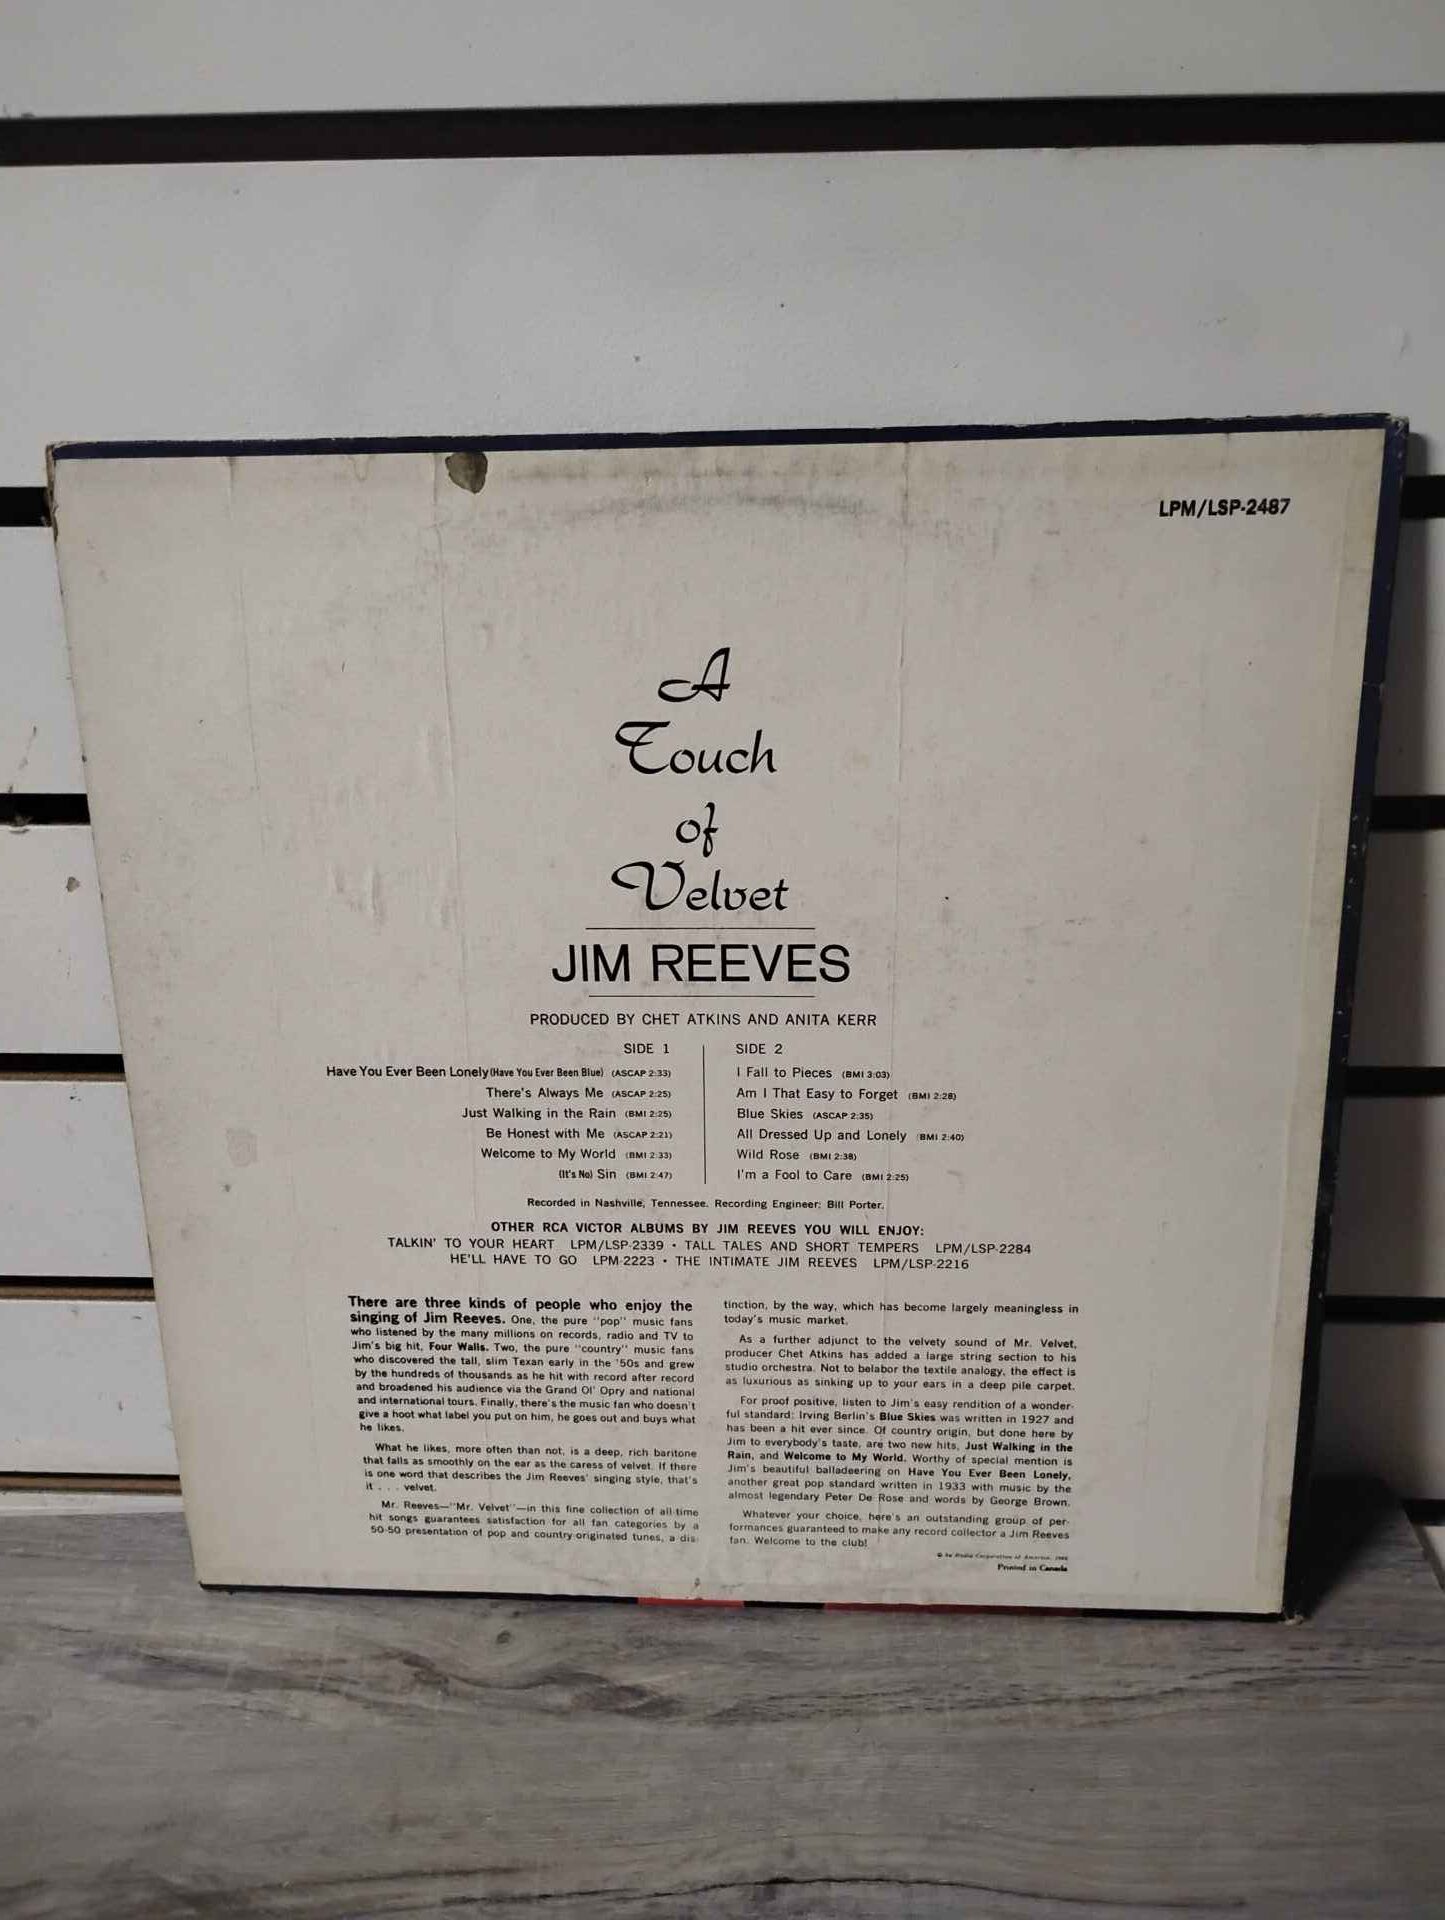 LPM/LSP-2487
A
Touch
of
Velvet
JIM REEVES
PRODUCED BY CHET ATKINS AND ANITA KERR
SIDE 1
Have You Ever Been Lonely (Have You Ever Been Blue) (ASCAP 2:33)
There's Always Me (ASCAP 2:25)
Just Walking in the Rain (BMI 2:25)
Be Honest with Me (ASCAP 2:21)
Welcome to My World (BMI 2:33)
(It's No) Sin (BMI 2:47)
SIDE 2
I Fall to Pieces (BMI 3:03)
Am I That Easy to Forget (BMI 2:28)
Blue Skies (ASCAP 2:35)
All Dressed Up and Lonely (BMI 2:40)
Wild Rose (BMI 2:38)
I'm a Fool to Care (BMI 2:25)
Recorded in Nashville, Tennessee. Recording Engineer: Bill Porter.
OTHER RCA VICTOR ALBUMS BY JIM REEVES YOU WILL ENJOY:
TALKIN' TO YOUR HEART LPM/LSP-2339 • TALL TALES AND SHORT TEMPERS LPM/LSP-2284
HE'LL HAVE TO GO LPM-2223 • THE INTIMATE JIM REEVES LPM/LSP-2216
There are three kinds of people who enjoy the
singing of Jim Reeves. One, the pure "pop" music fans
who listened by the many millions on records, radio and TV to
Jim's big hit, Four Walls. Two, the pure "country" music fans
who discovered the tall, slim Texan early in the '50s and grew
by the hundreds of thousands as he hit with record after record
and broadened his audience via the Grand Ol' Opry and national
and international tours. Finally, there's the music fan who doesn't
give a hoot what label you put on him, he goes out and buys what
he likes.
What he likes, more often than not, is a deep, rich baritone
that falls as smoothly on the ear as the caress of velvet. If there
is one word that describes the Jim Reeves' singing style, that's
it . . . velvet.
Mr. Reeves—"Mr. Velvet"—in this fine collection of all-time
hit songs guarantees satisfaction for all fan categories by a
50-50 presentation of pop and country-originated tunes, a dis-
tinction, by the way, which has become largely meaningless in
today's music market.
As a further adjunct to the velvety sound of Mr. Velvet,
producer Chet Atkins has added a large string section to his
studio orchestra. Not to belabor the textile analogy, the effect is
as luxurious as sinking up to your ears in a deep pile carpet.
For proof positive, listen to Jim's easy rendition of a wonder-
ful standard: Irving Berlin's Blue Skies was written in 1927 and
has been a hit ever since. Of country origin, but done here by
Jim to everybody's taste, are two new hits, Just Walking in the
Rain, and Welcome to My World. Worthy of special mention is
Jim's beautiful balladeering on Have You Ever Been Lonely,
another great pop standard written in 1933 with music by the
almost legendary Peter De Rose and words by George Brown.
Whatever your choice, here's an outstanding group of per-
formances guaranteed to make any record collector a Jim Reeves
fan. Welcome to the club!
© by Radio Corporation of America,
Printed in Canada